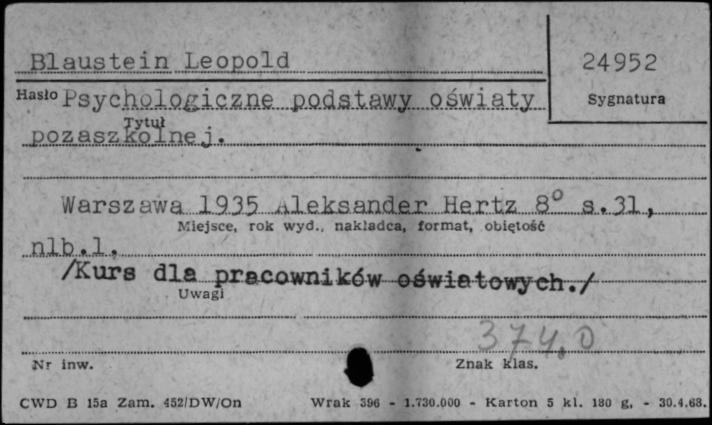 Blaustein Leopold
24952
Hasło Psychologiczne podstawy oświaty
Sygnatura
Tytuł
pozaszkolnej.
Warszawa 1935 Aleksander Hertz 8° s.31,
Miejsce, rok wyd., nakładca, format, objętość
nlb.1,
/Kurs dla pracowników oświatowych./
Uwagi
374.0
Nr inw.
Znak klas.
CWD B 15a Zam. 452/DW/On Wrak 396 - 1.730.000 - Karton 5 kl. 180 g. - 30.4.68.